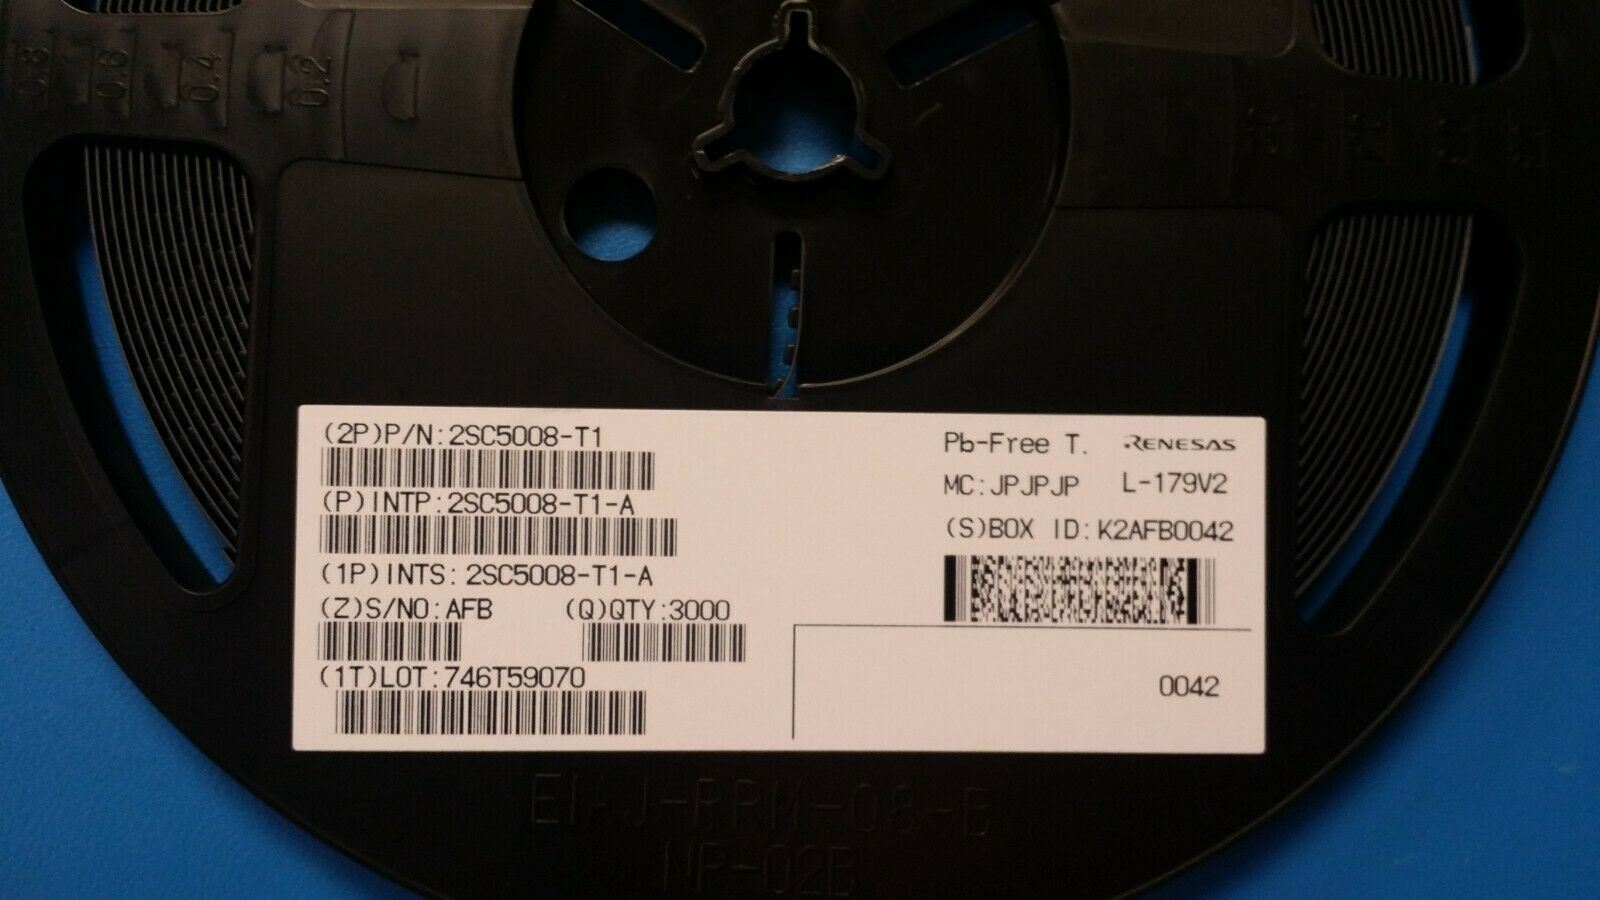 0.8 0.6 0.4 0.2
(2P)P/N:2SC5008-T1
(P)INTP:2SC5008-T1-A
(1P)INTS:2SC5008-T1-A
(Z)S/NO:AFB (Q)QTY:3000
(1T)LOT:746T59070
Pb-Free T. RENESAS
MC:JPJPJP L-179V2
(S)BOX ID:K2AFB0042
0042
EIAJ-RRM-08-B
NP-02B